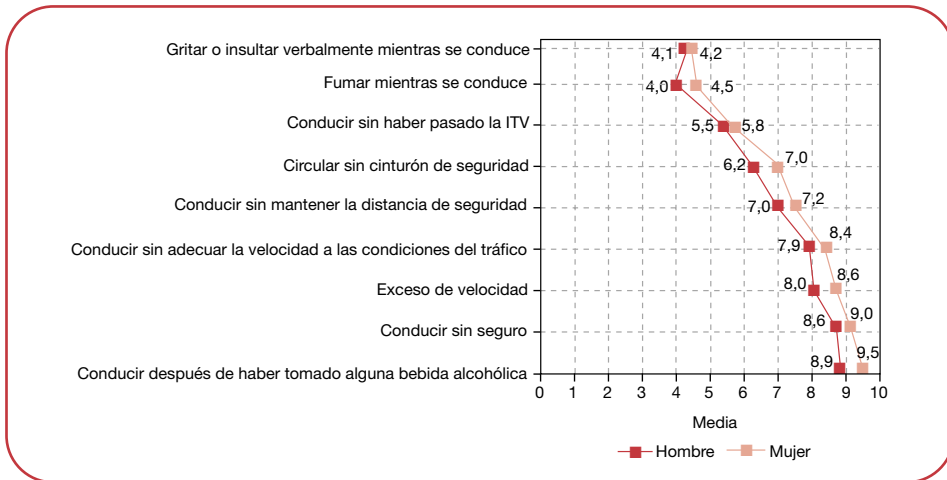 Gritar o insultar verbalmente mientras se conduce
4,1 4,2
Fumar mientras se conduce
4,0 4,5
Conducir sin haber pasado la ITV
5,5 5,8
Circular sin cinturón de seguridad
6,2 7,0
Conducir sin mantener la distancia de seguridad
7,0 7,2
Conducir sin adecuar la velocidad a las condiciones del tráfico
7,9 8,4
Exceso de velocidad
8,0 8,6
Conducir sin seguro
8,6 9,0
Conducir después de haber tomado alguna bebida alcohólica
8,9 9,5
0 1 2 3 4 5 6 7 8 9 10
Media
Hombre Mujer